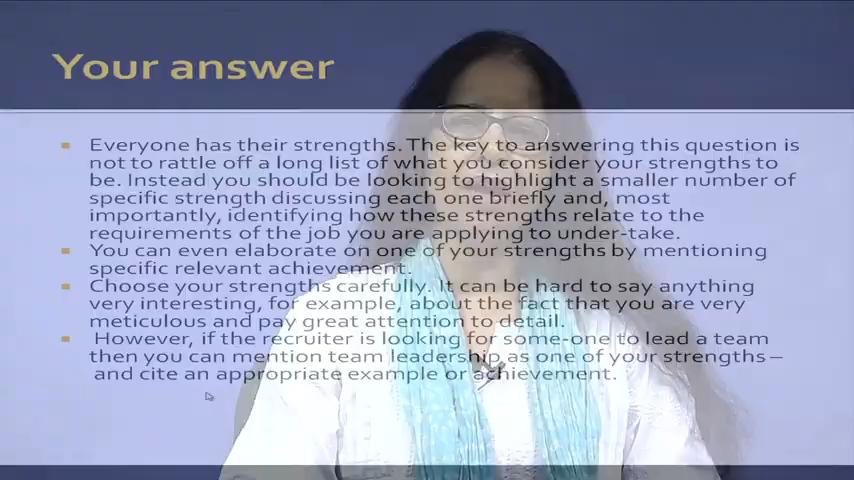 Your answer
Everyone has their strengths. The key to answering this question is
not to rattle off a long list of what you consider your strengths to
be. Instead you should be looking to highlight a smaller number of
specific strength discussing each one briefly and, most
importantly, identifying how these strengths relate to the
requirements of the job you are applying to under-take.
You can even elaborate on one of your strengths by mentioning
specific relevant achievement.
Choose your strengths carefully. It can be hard to say anything
very interesting, for example, about the fact that you are very
meticulous and pay great attention to detail.
However, if the recruiter is looking for some-one to lead a team
then you can mention team leadership as one of your strengths –
and cite an appropriate example or achievement.